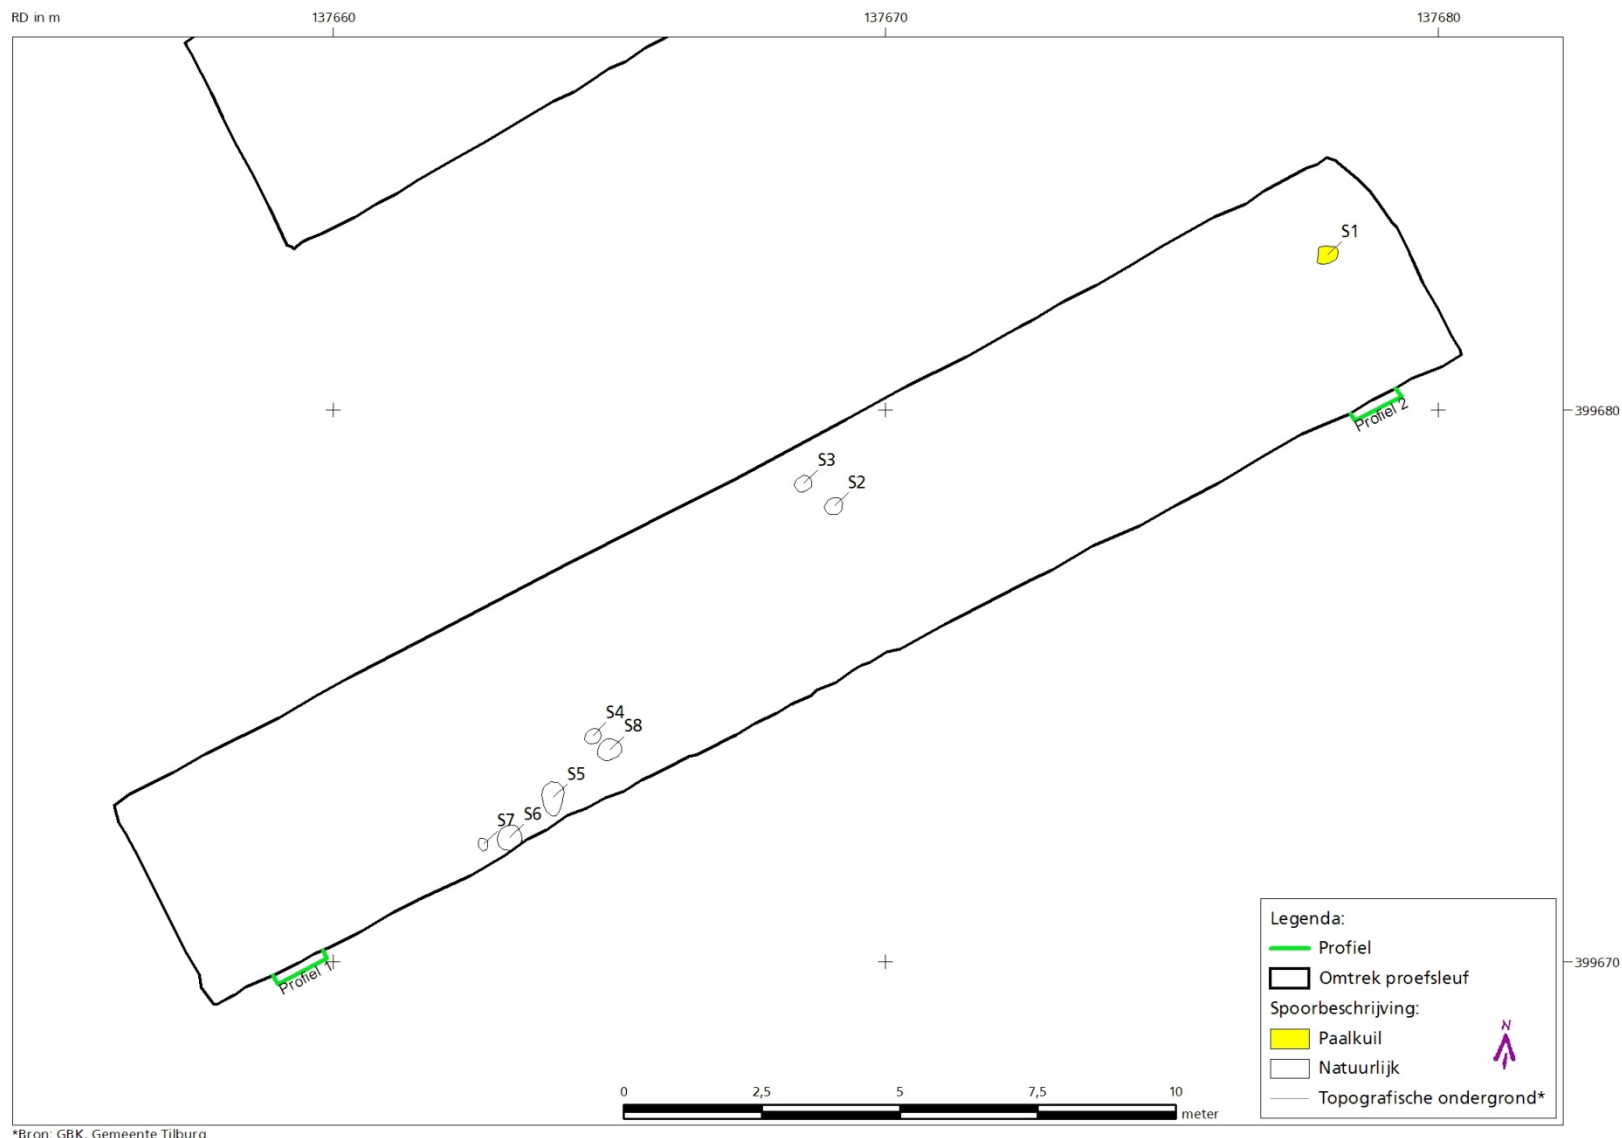 RD in m
137660
137670
137680
S1
399680
Profiel 2
S3
S2
S4
S8
S5
S7
S6
399670
Profiel 1
Legenda:
Profiel
Omtrek proefsleuf
Spoorbeschrijving:
Paalkuil
N
Natuurlijk
Topografische ondergrond*
0 2,5 5 7,5 10
meter
*Bron: GBK, Gemeente Tilburg